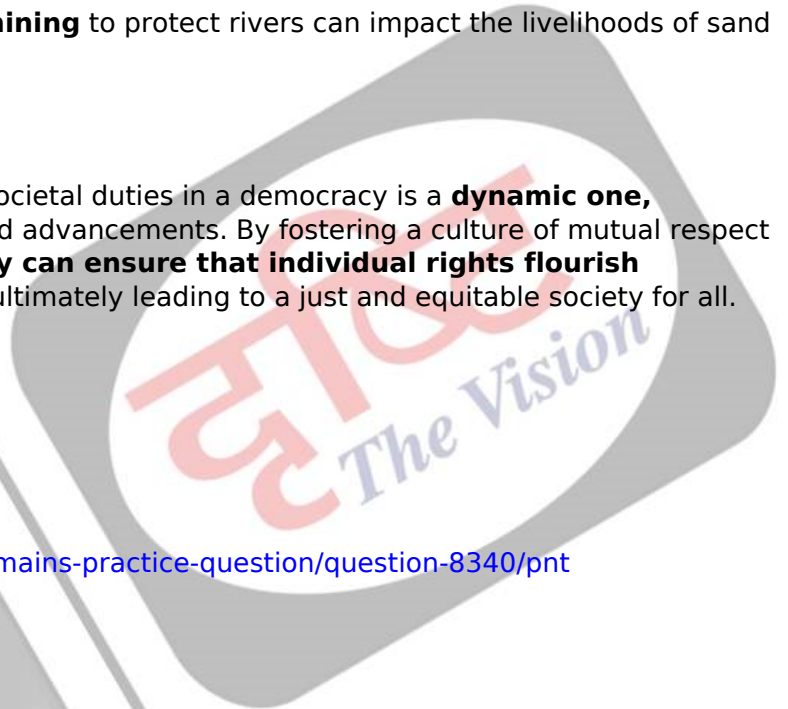 ining to protect rivers can impact the livelihoods of sand
ocietal duties in a democracy is a dynamic one,
d advancements. By fostering a culture of mutual respect
y can ensure that individual rights flourish
ultimately leading to a just and equitable society for all.
दृष्टि
The Vision
mains-practice-question/question-8340/pnt